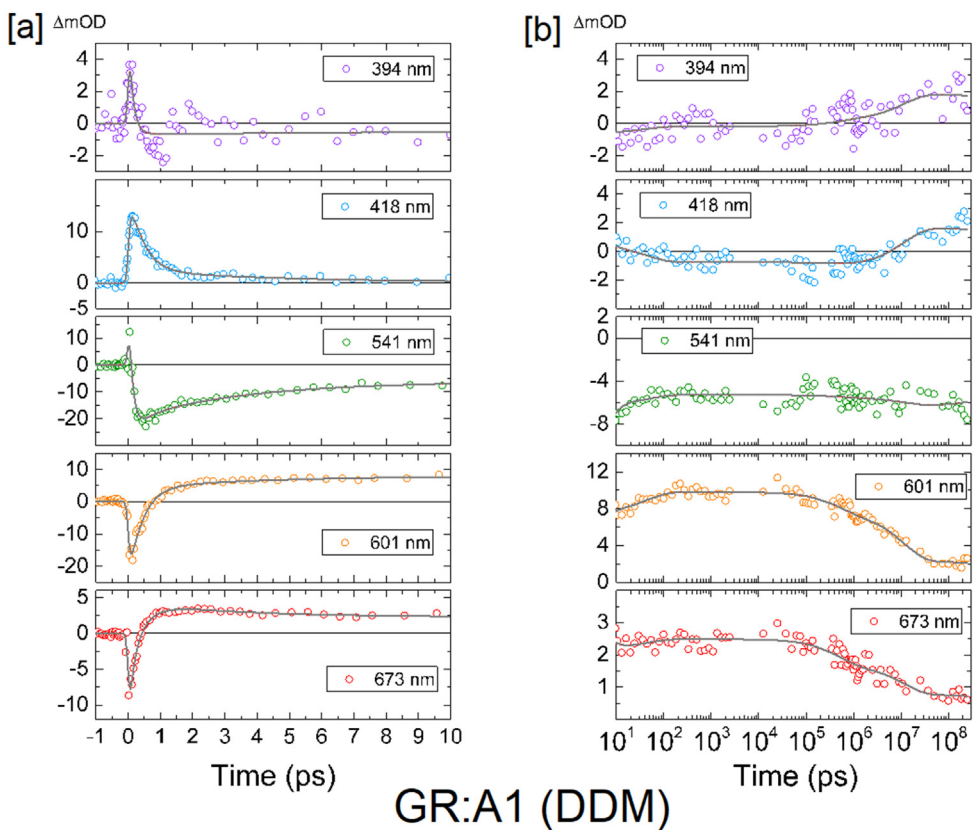 [a] ΔmOD
4
2
0
-2
394 nm
10
0
-5
418 nm
10
0
-10
-20
541 nm
10
0
-10
-20
601 nm
5
0
-5
-10
673 nm
-1 0 1 2 3 4 5 6 7 8 9 10
Time (ps)
[b] ΔmOD
4
2
0
-2
394 nm
4
2
0
-2
-4
418 nm
2
0
-4
-8
541 nm
12
8
4
0
601 nm
3
2
1
673 nm
10¹ 10² 10³ 10⁴ 10⁵ 10⁶ 10⁷ 10⁸
Time (ps)
GR:A1 (DDM)